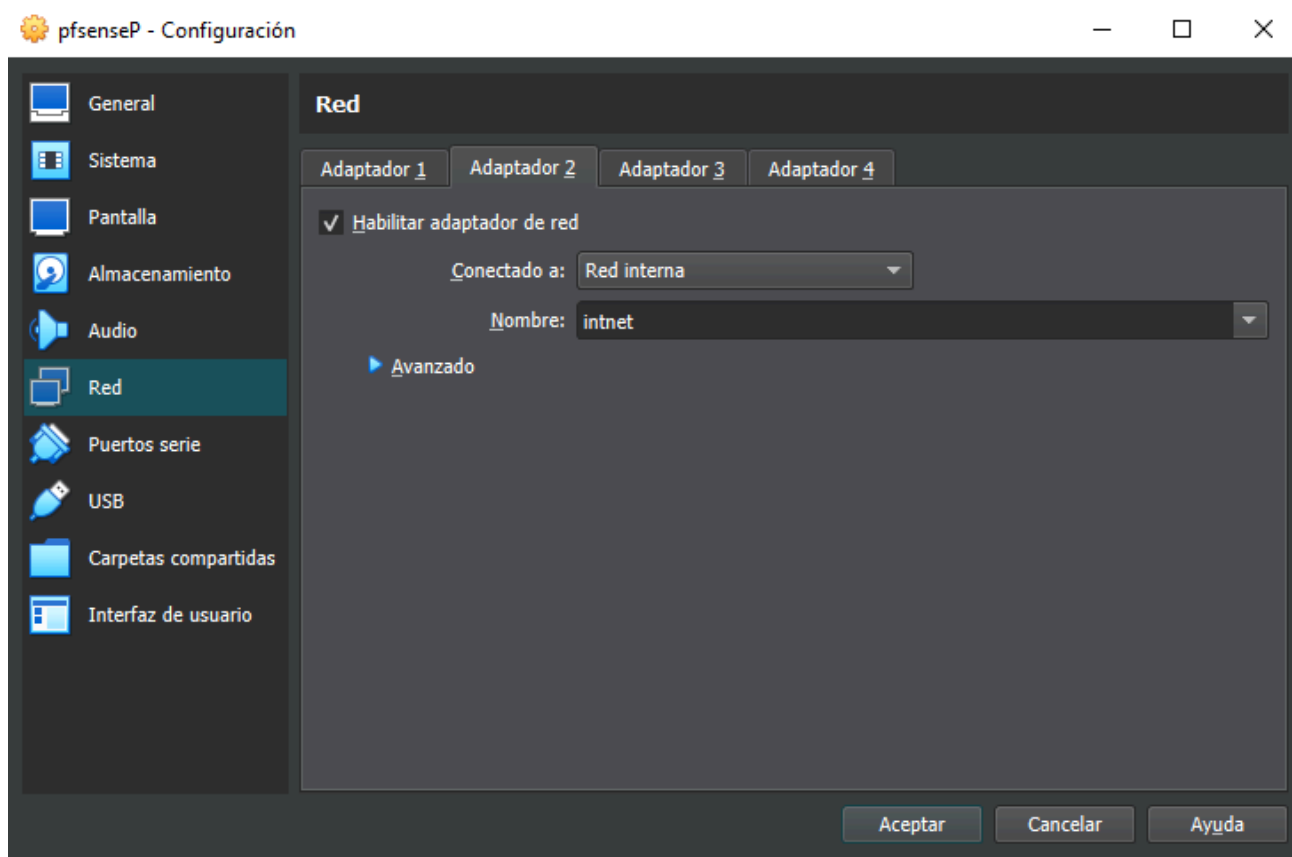 pfsenseP - Configuración
General
Sistema
Pantalla
Almacenamiento
Audio
Red
Puertos serie
USB
Carpetas compartidas
Interfaz de usuario
Red
Adaptador 1 Adaptador 2 Adaptador 3 Adaptador 4
Habilitar adaptador de red
Conectado a: Red interna
Nombre: intnet
Avanzado
Aceptar Cancelar Ayuda